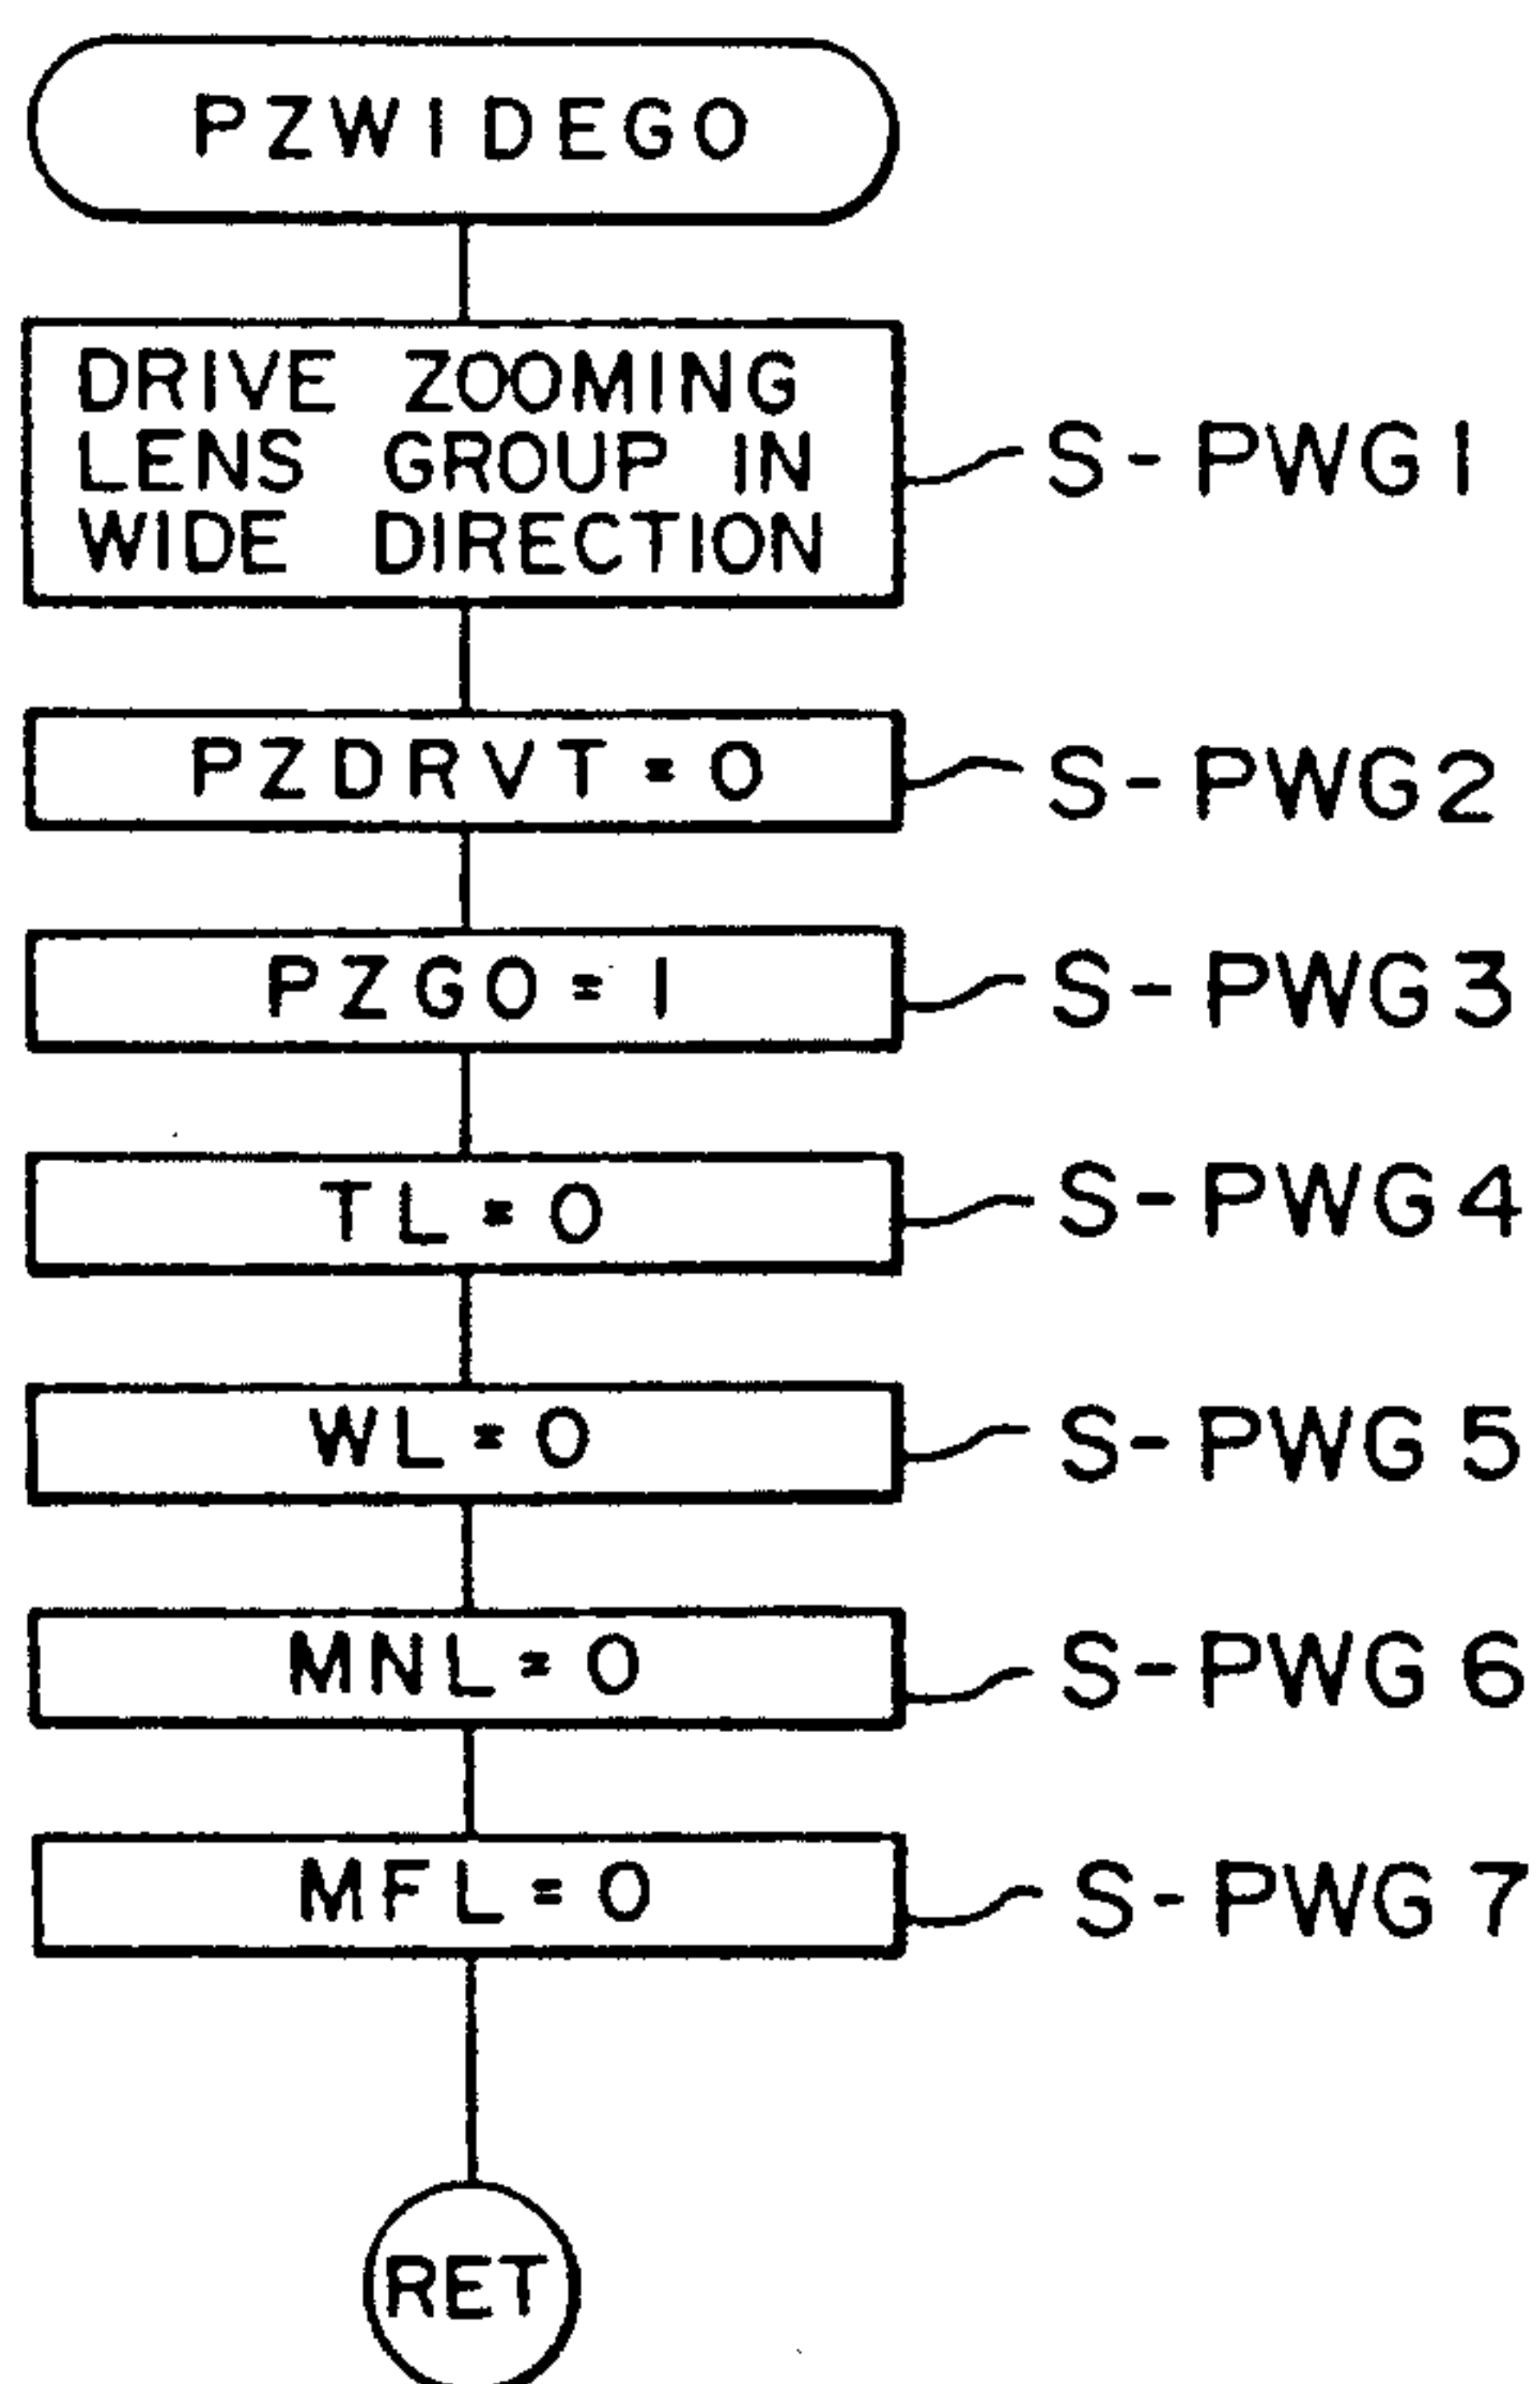 PZWIDEGO
DRIVE ZOOMING
LENS GROUP IN
WIDE DIRECTION
S-PWG1
PZDRVT=0
S-PWG2
PZGO=1
S-PWG3
TL=0
S-PWG4
WL=0
S-PWG5
MNL=0
S-PWG6
MFL=0
S-PWG7
RET